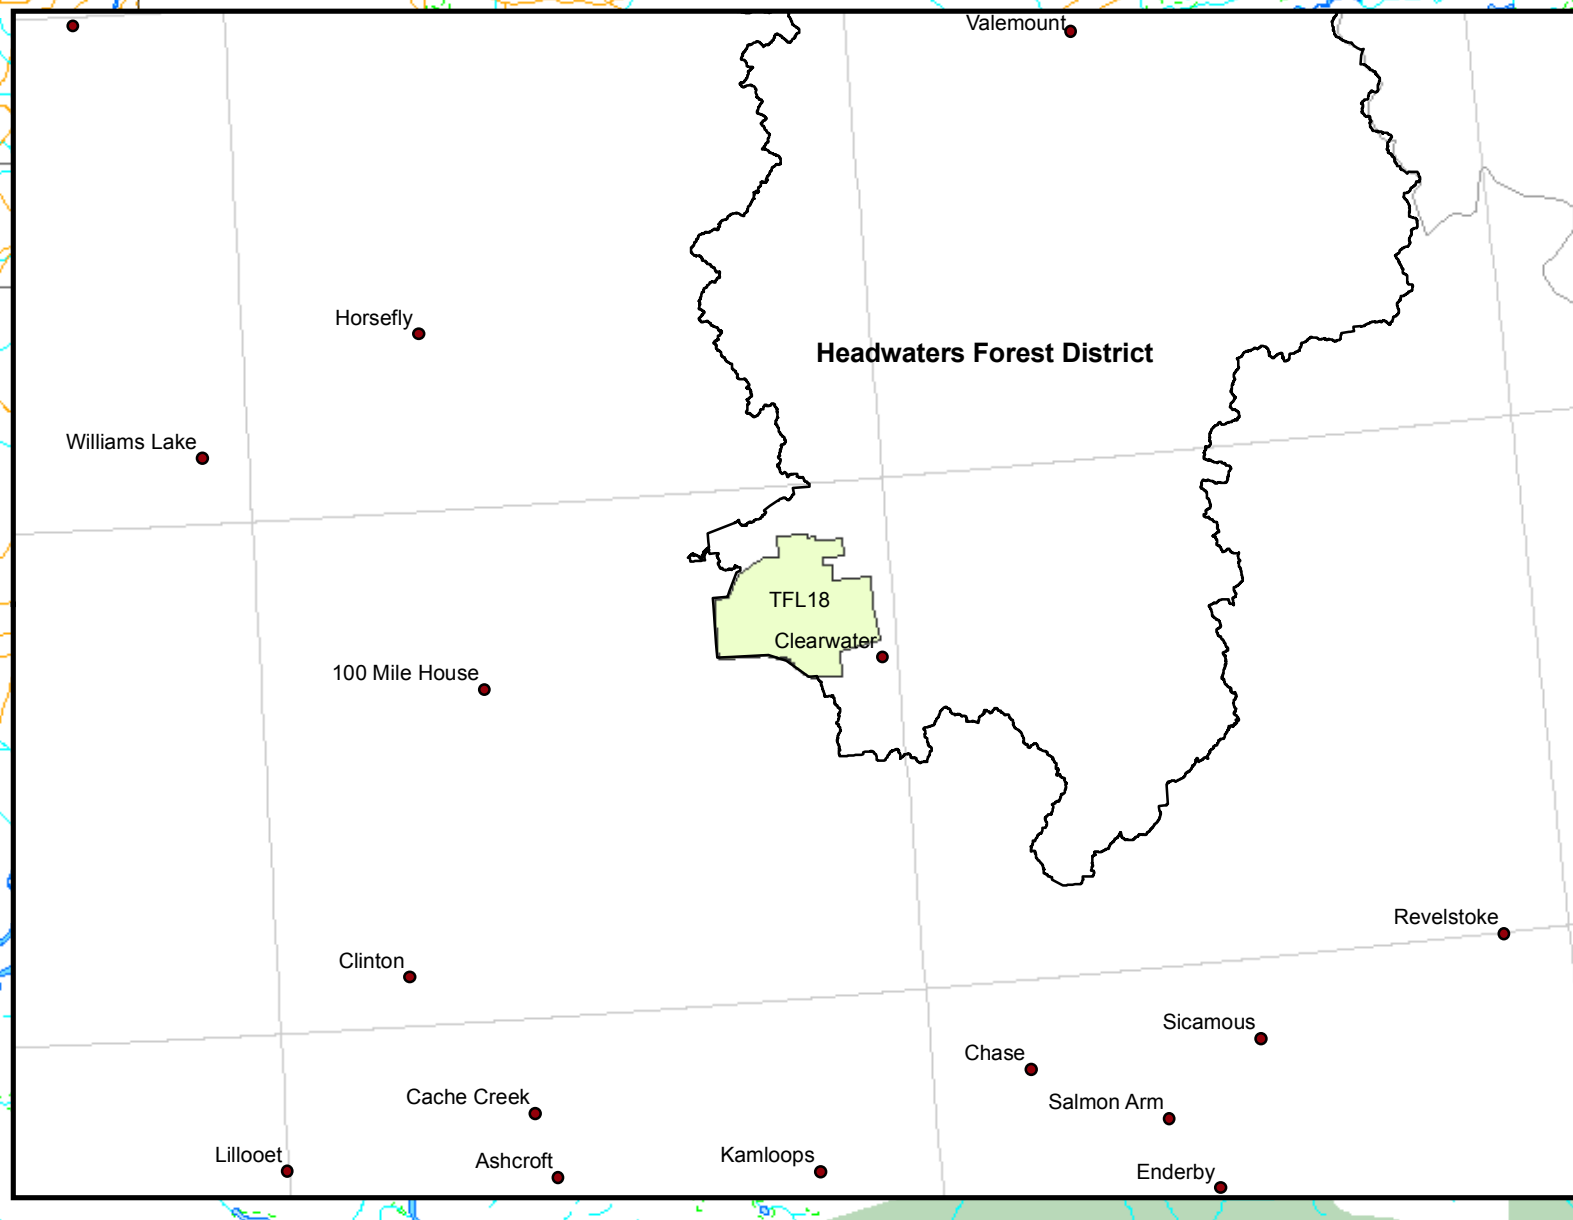 Valemount
Horsefly
Headwaters Forest District
Williams Lake
TFL18
Clearwater
100 Mile House
Revelstoke
Clinton
Sicamous
Chase
Cache Creek
Salmon Arm
Lillooet
Ashcroft
Kamloops
Enderby